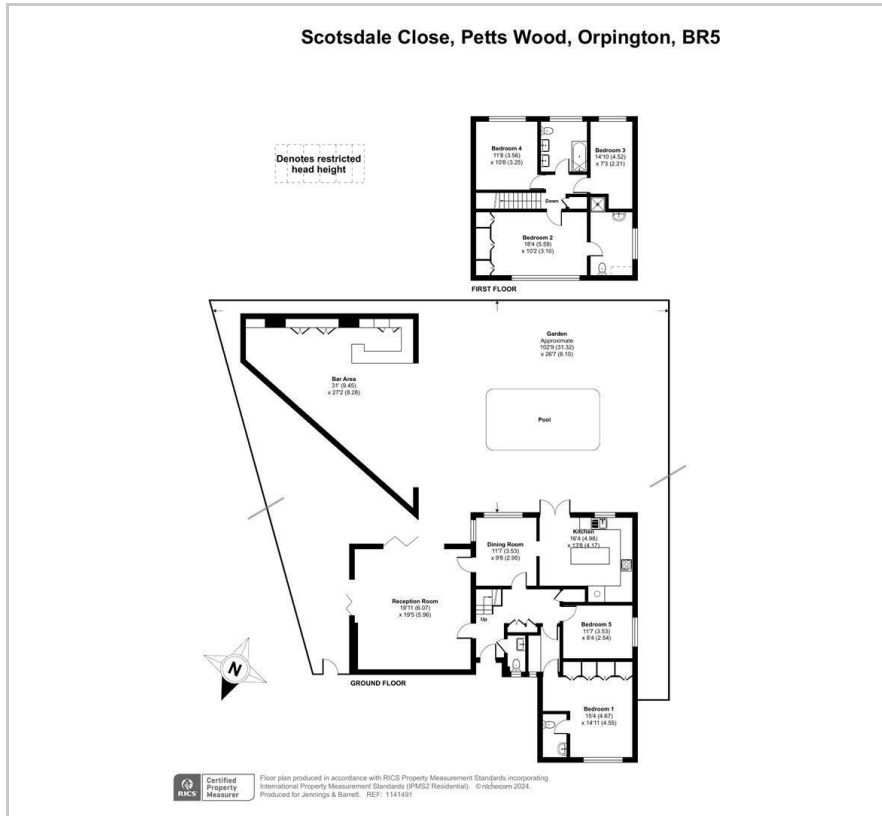 Scotsdale Close, Petts Wood, Orpington, BR5
Denotes restricted
head height
Bedroom 4
11'8 (3.56)
x 10'8 (3.25)
Bedroom 3
14'10 (4.52)
x 7'3 (2.21)
Down
Bedroom 2
18'4 (5.59)
x 10'2 (3.10)
FIRST FLOOR
Garden
Approximate
102'9 (31.32)
x 26'7 (8.10)
Bar Area
31' (9.45)
x 27'2 (8.28)
Pool
Kitchen
16'4 (4.98)
x 13'8 (4.17)
Dining Room
11'7 (3.53)
x 9'8 (2.95)
Reception Room
19'11 (6.07)
x 19'5 (5.96)
Up
Bedroom 5
11'7 (3.53)
x 8'4 (2.54)
N
GROUND FLOOR
Bedroom 1
15'4 (4.67)
x 14'11 (4.55)
RICS
Certified
Property
Measurer
Floor plan produced in accordance with RICS Property Measurement Standards incorporating
International Property Measurement Standards (IPMS2 Residential). © nichecom 2024.
Produced for Jennings & Barrett. REF: 1141491